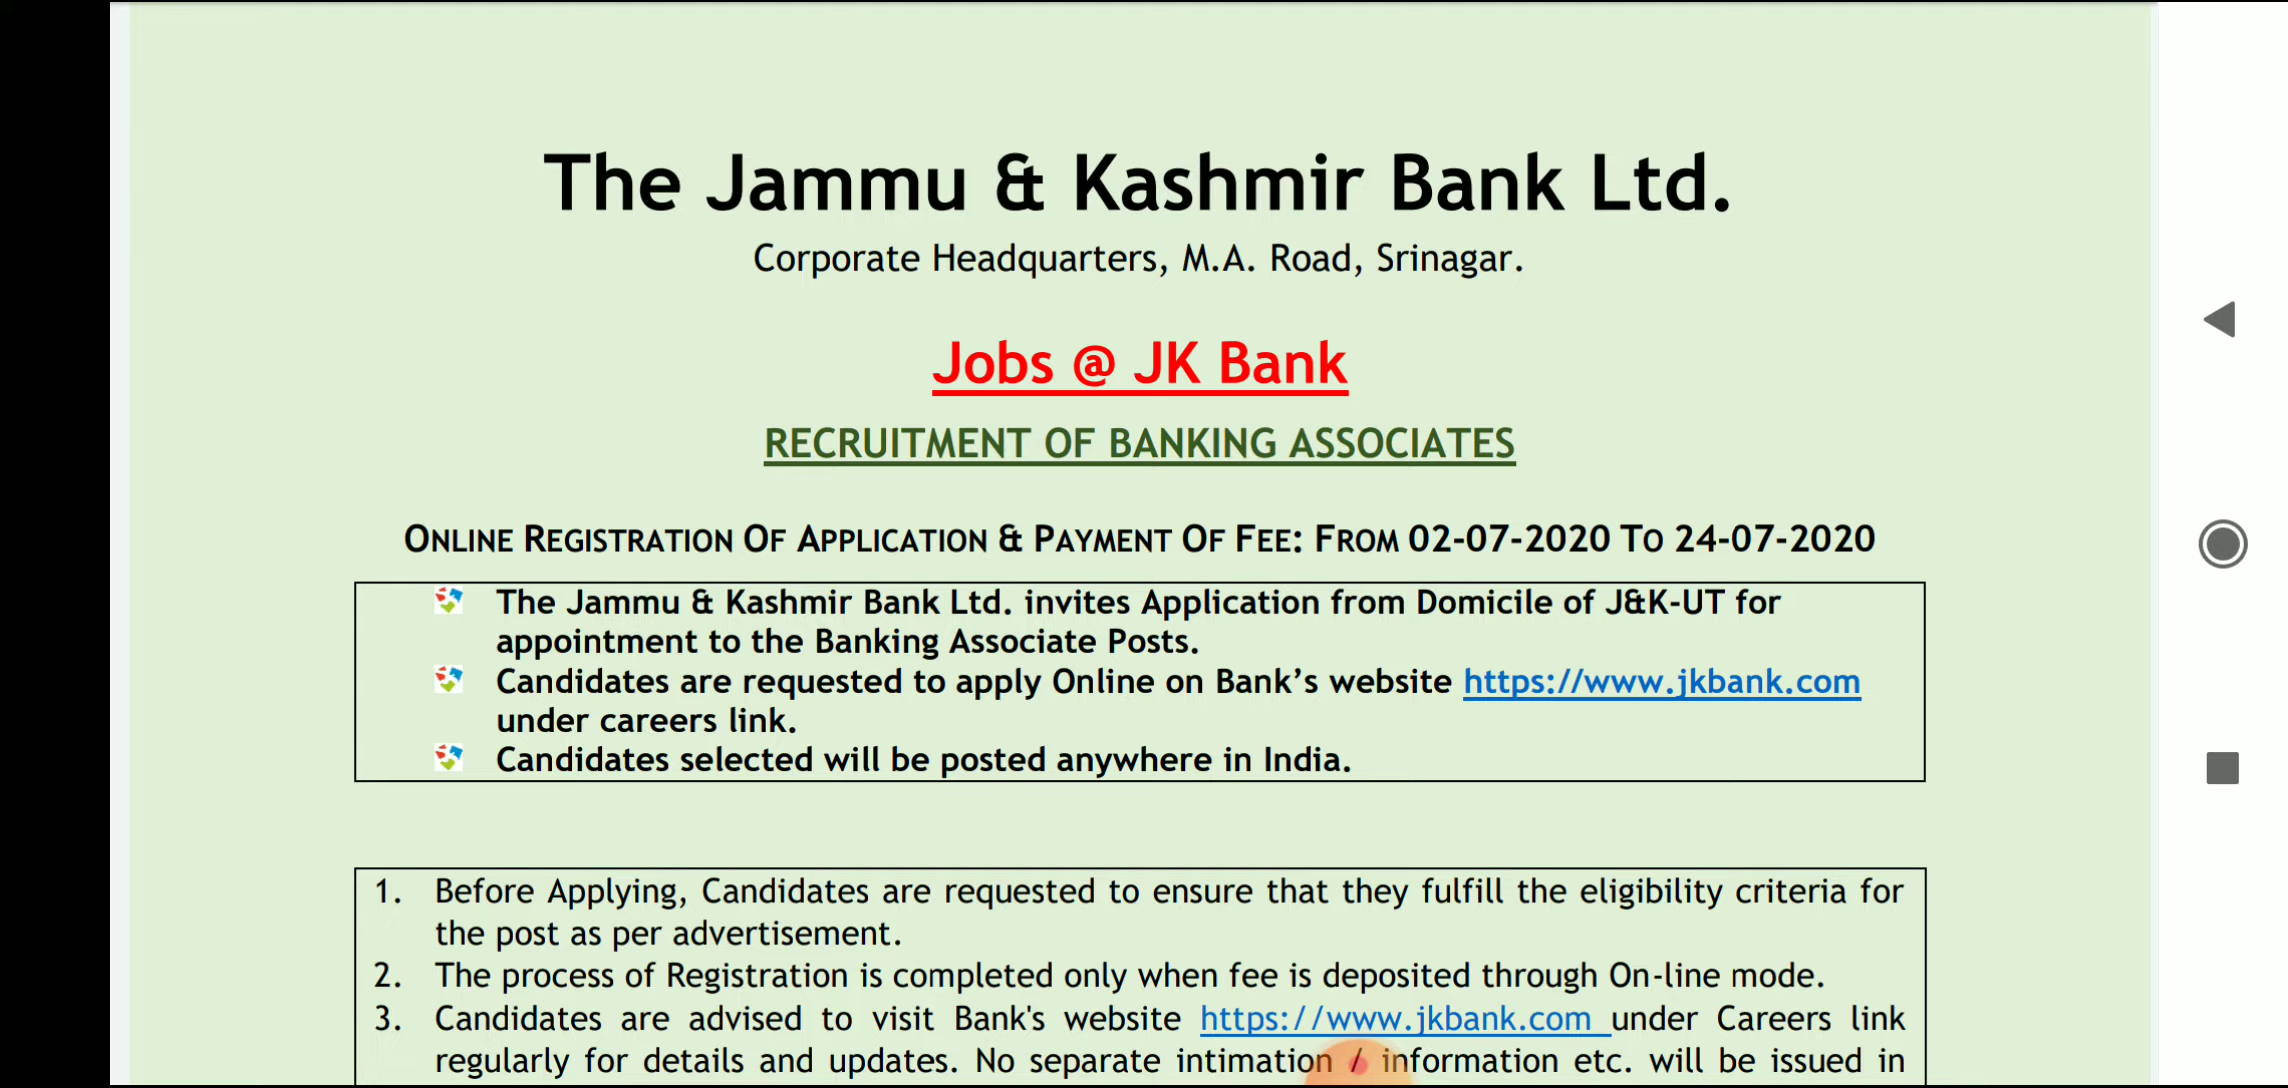 The Jammu & Kashmir Bank Ltd.
Corporate Headquarters, M.A. Road, Srinagar.
Jobs @ JK Bank
RECRUITMENT OF BANKING ASSOCIATES
ONLINE REGISTRATION OF APPLICATION & PAYMENT OF FEE: FROM 02-07-2020 TO 24-07-2020
The Jammu & Kashmir Bank Ltd. invites Application from Domicile of J&K-UT for
appointment to the Banking Associate Posts.
Candidates are requested to apply Online on Bank’s website https://www.jkbank.com
under careers link.
Candidates selected will be posted anywhere in India.
1. Before Applying, Candidates are requested to ensure that they fulfill the eligibility criteria for
the post as per advertisement.
2. The process of Registration is completed only when fee is deposited through On-line mode.
3. Candidates are advised to visit Bank's website https://www.jkbank.com under Careers link
regularly for details and updates. No separate intimation / information etc. will be issued in